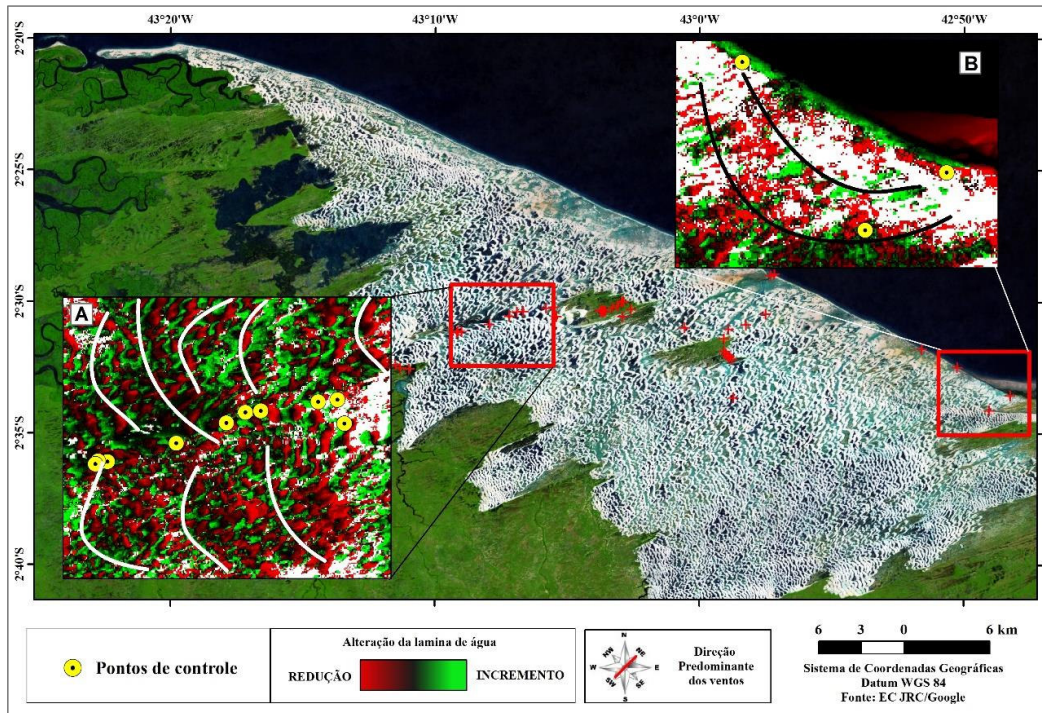 43°20'W
43°10'W
43°0'W
42°50'W
2°20'S
2°25'S
2°30'S
2°35'S
2°40'S
B
A
Pontos de controle
Alteração da lamina de água
REDUÇÃO
INCREMENTO
N
NW
NE
W
E
SW
SE
S
Direção
Predominante
dos ventos
6 3 0 6 km
Sistema de Coordenadas Geográficas
Datum WGS 84
Fonte: EC JRC/Google